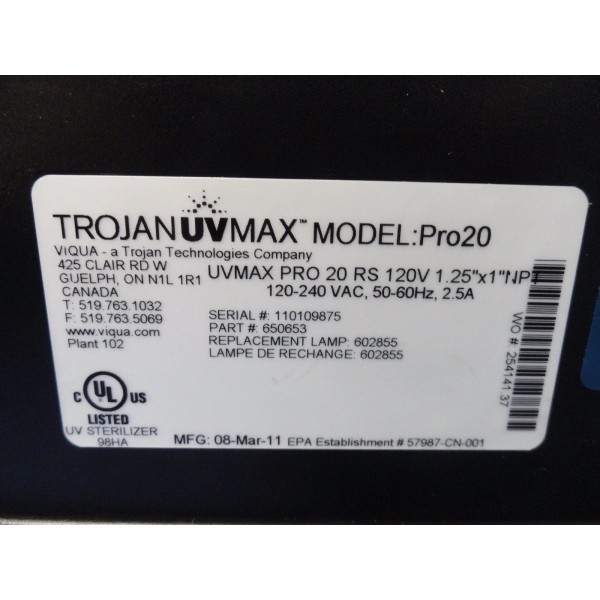 TROJANUVMAX™ MODEL:Pro20
VIQUA - a Trojan Technologies Company
425 CLAIR RD W
GUELPH, ON N1L 1R1
CANADA
T: 519.763.1032
F: 519.763.5069
www.viqua.com
Plant 102
UVMAX PRO 20 RS 120V 1.25"x1"NPT
120-240 VAC, 50-60Hz, 2.5A
SERIAL #: 110109875
PART #: 650653
REPLACEMENT LAMP: 602855
LAMPE DE RECHANGE: 602855
WO #: 254141.37
C UL US
LISTED
UV STERILIZER
98HA
MFG: 08-Mar-11 EPA Establishment # 57987-CN-001